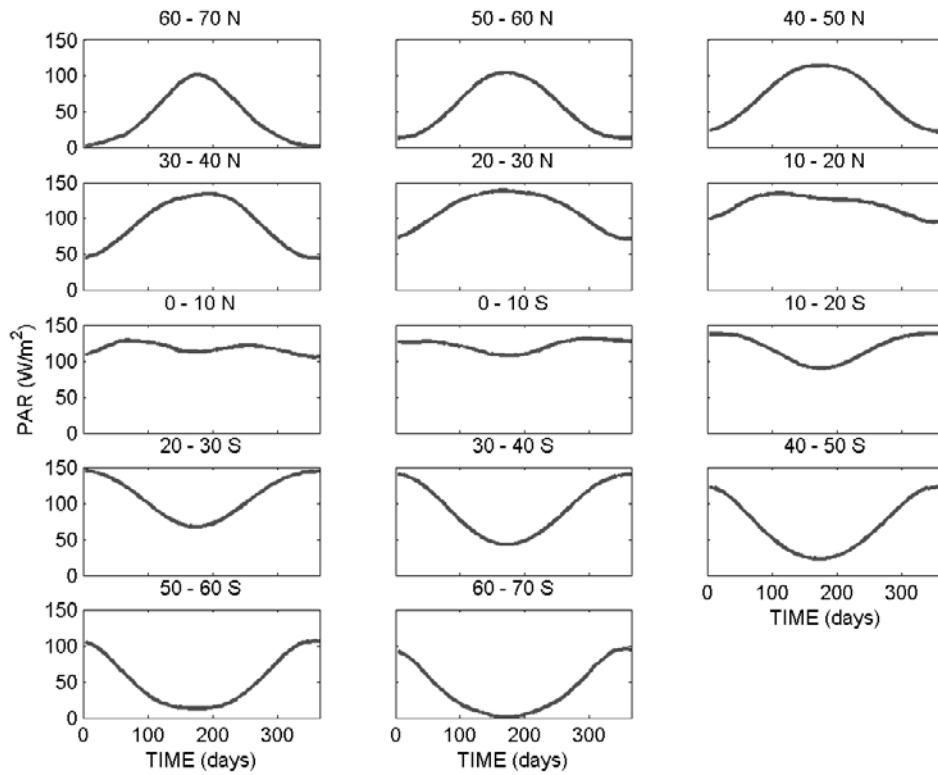 60 - 70 N 50 - 60 N 40 - 50 N
150
100
50
0
30 - 40 N 20 - 30 N 10 - 20 N
150
100
50
0
0 - 10 N 0 - 10 S 10 - 20 S
150
100
50
0
PAR (W/m²)
20 - 30 S 30 - 40 S 40 - 50 S
150
100
50
0
0 100 200 300
TIME (days)
50 - 60 S 60 - 70 S
150
100
50
0
0 100 200 300 0 100 200 300
TIME (days) TIME (days)